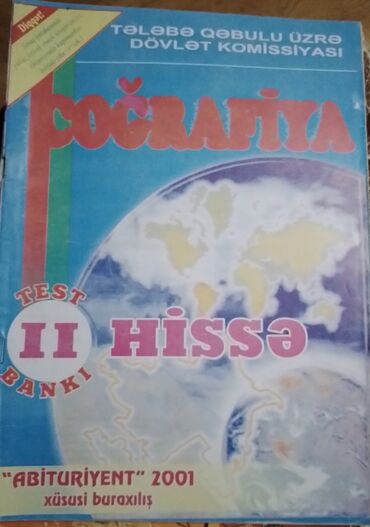 Diqqət!
TƏLƏBƏ QƏBULU ÜZRƏ
DÖVLƏT KOMİSSİYASI
COĞRAFİYA
TEST
II
BANKI
HİSSƏ
"ABİTURİYENT" 2001
xüsusi buraxılış